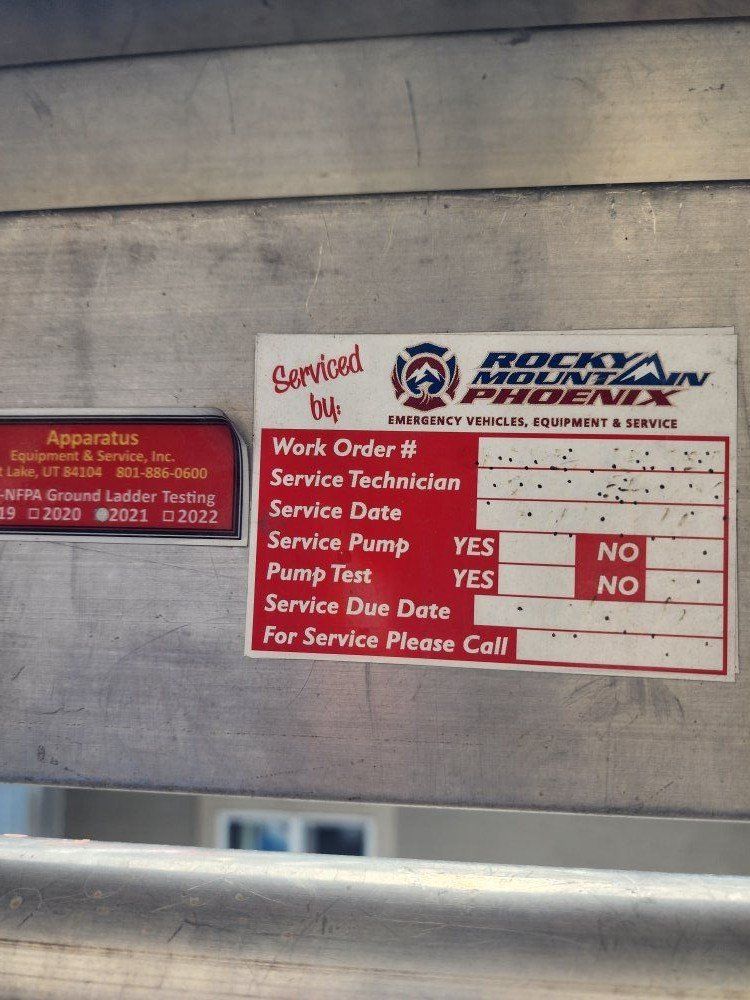 Serviced
by:
ROCKY
MOUNTAIN
PHOENIX
EMERGENCY VEHICLES, EQUIPMENT & SERVICE
Work Order #
Service Technician
Service Date
Service Pump YES NO
Pump Test YES NO
Service Due Date
For Service Please Call
Apparatus
Equipment & Service, Inc.
Lake, UT 84104 801-886-0600
-NFPA Ground Ladder Testing
19 □ 2020 2021 □ 2022